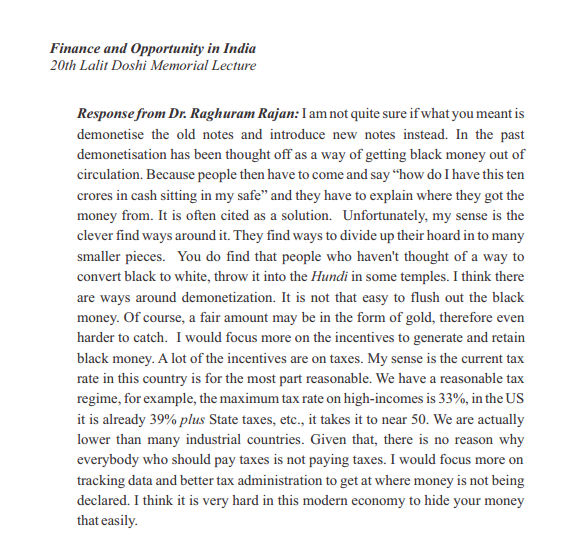 Finance and Opportunity in India
20th Lalit Doshi Memorial Lecture
Response from Dr. Raghuram Rajan: I am not quite sure if what you meant is
demonetise the old notes and introduce new notes instead. In the past
demonetisation has been thought off as a way of getting black money out of
circulation. Because people then have to come and say “how do I have this ten
crores in cash sitting in my safe” and they have to explain where they got the
money from. It is often cited as a solution. Unfortunately, my sense is the
clever find ways around it. They find ways to divide up their hoard in to many
smaller pieces. You do find that people who haven't thought of a way to
convert black to white, throw it into the Hundi in some temples. I think there
are ways around demonetization. It is not that easy to flush out the black
money. Of course, a fair amount may be in the form of gold, therefore even
harder to catch. I would focus more on the incentives to generate and retain
black money. A lot of the incentives are on taxes. My sense is the current tax
rate in this country is for the most part reasonable. We have a reasonable tax
regime, for example, the maximum tax rate on high-incomes is 33%, in the US
it is already 39% plus State taxes, etc., it takes it to near 50. We are actually
lower than many industrial countries. Given that, there is no reason why
everybody who should pay taxes is not paying taxes. I would focus more on
tracking data and better tax administration to get at where money is not being
declared. I think it is very hard in this modern economy to hide your money
that easily.